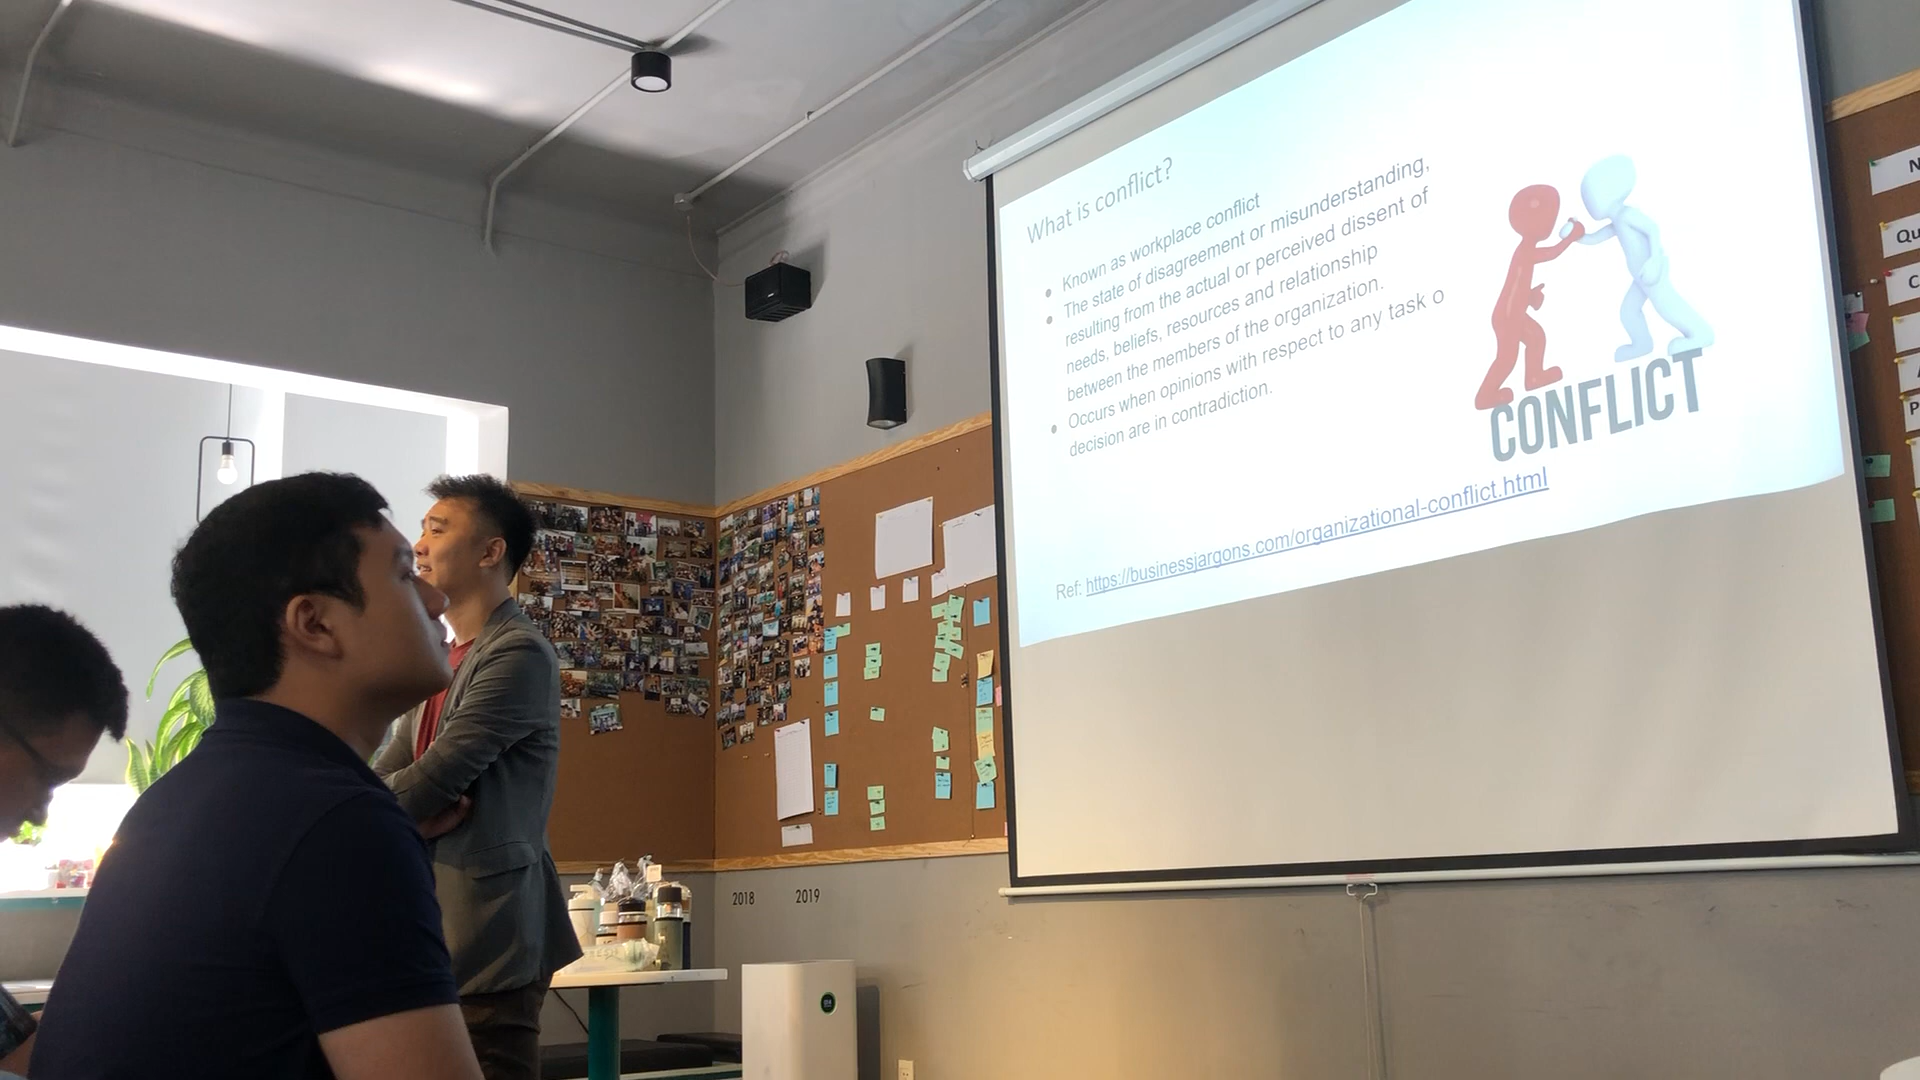 What is conflict?
Known as workplace conflict
The state of disagreement or misunderstanding,
resulting from the actual or perceived dissent of
needs, beliefs, resources and relationship
between the members of the organization.
Occurs when opinions with respect to any task o
decision are in contradiction.
CONFLICT
Ref: https://businessjargons.com/organizational-conflict.html
2018
2019
N
Qu
C
P